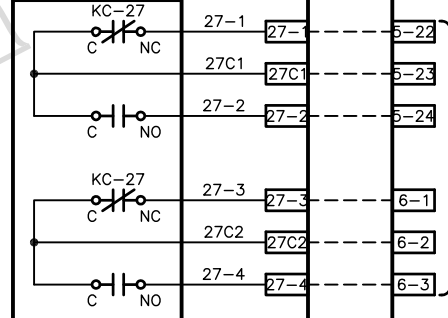 KC-27
27-1 27-1 5-22
C NC
27C1 27C1 5-23
27-2 27-2 5-24
C NO
KC-27
27-3 27-3 6-1
C NC
27C2 27C2 6-2
27-4 27-4 6-3
C NO